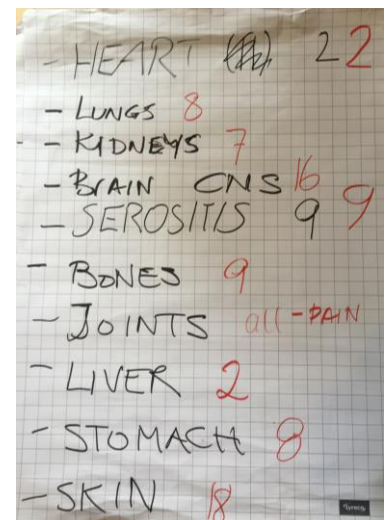 - HEART 2 2
- LUNGS 8
- KIDNEYS 7
- BRAIN CNS 16
- SEROSITIS 9 9
- BONES 9
- JOINTS all - PAIN
- LIVER 2
- STOMACH 8
- SKIN 18